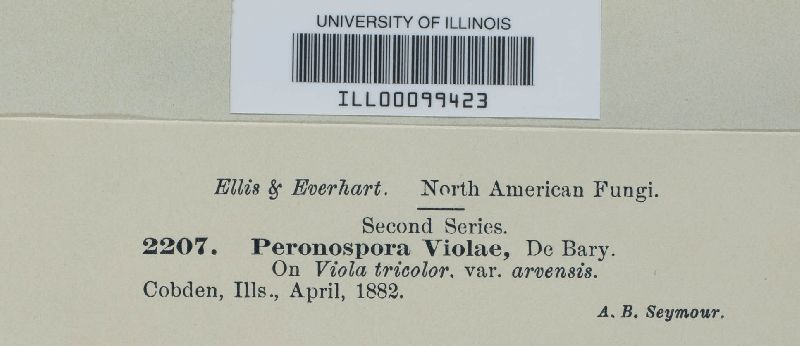 UNIVERSITY OF ILLINOIS
ILL00099423
Ellis & Everhart. North American Fungi.
Second Series.
2207. Peronospora Violae, De Bary.
On Viola tricolor. var. arvensis.
Cobden, Ills., April, 1882.
A. B. Seymour.